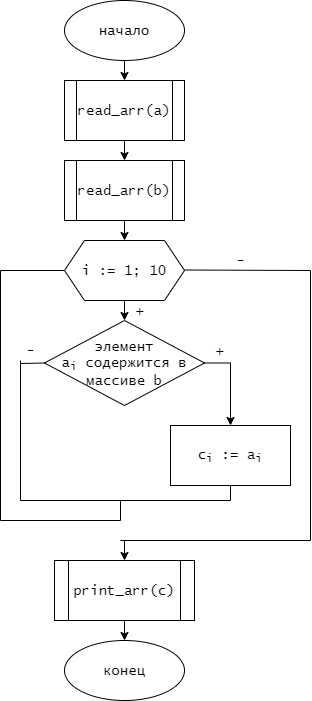 начало
read_arr(a)
read_arr(b)
i := 1; 10
-
+
-
элемент
aᵢ содержится в
массиве b
+
cᵢ := aᵢ
print_arr(c)
конец